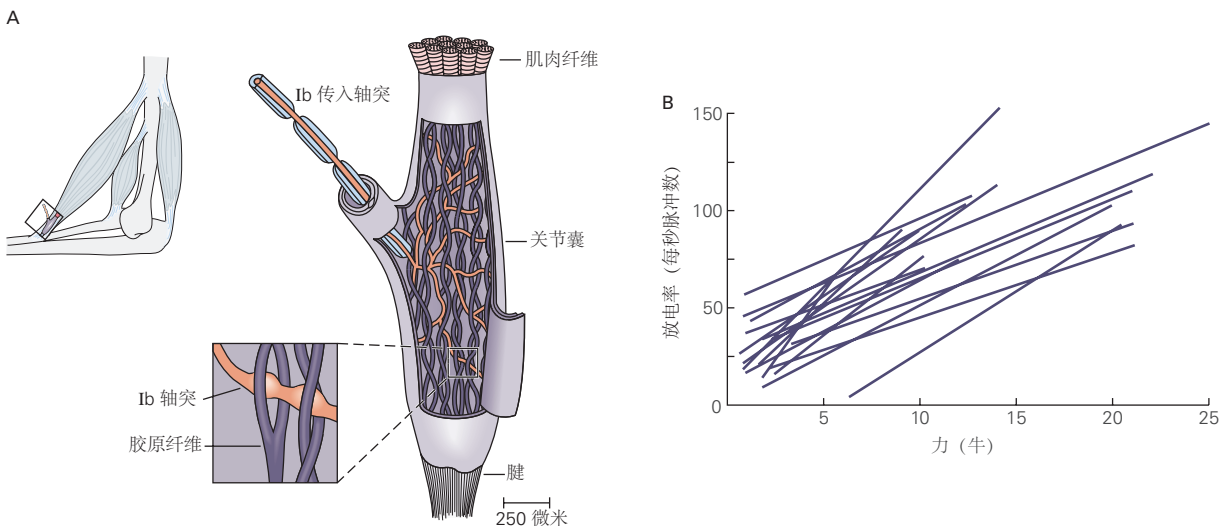 A
肌肉纤维
Ib 传入轴突
关节囊
Ib 轴突
胶原纤维
腱
250 微米
B
放电率（每秒脉冲数）
150
100
50
0
5
10
15
20
25
力（牛）